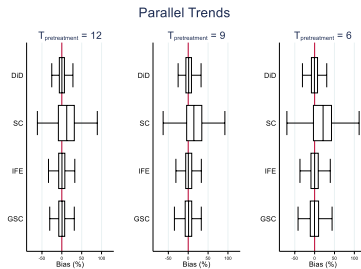 Parallel Trends
Tpretreatment = 12
Tpretreatment = 9
Tpretreatment = 6
DiD
SC
IFE
GSC
-50 0 50 100
Bias (%)
DiD
SC
IFE
GSC
-50 0 50 100
Bias (%)
DiD
SC
IFE
GSC
-50 0 50 100
Bias (%)